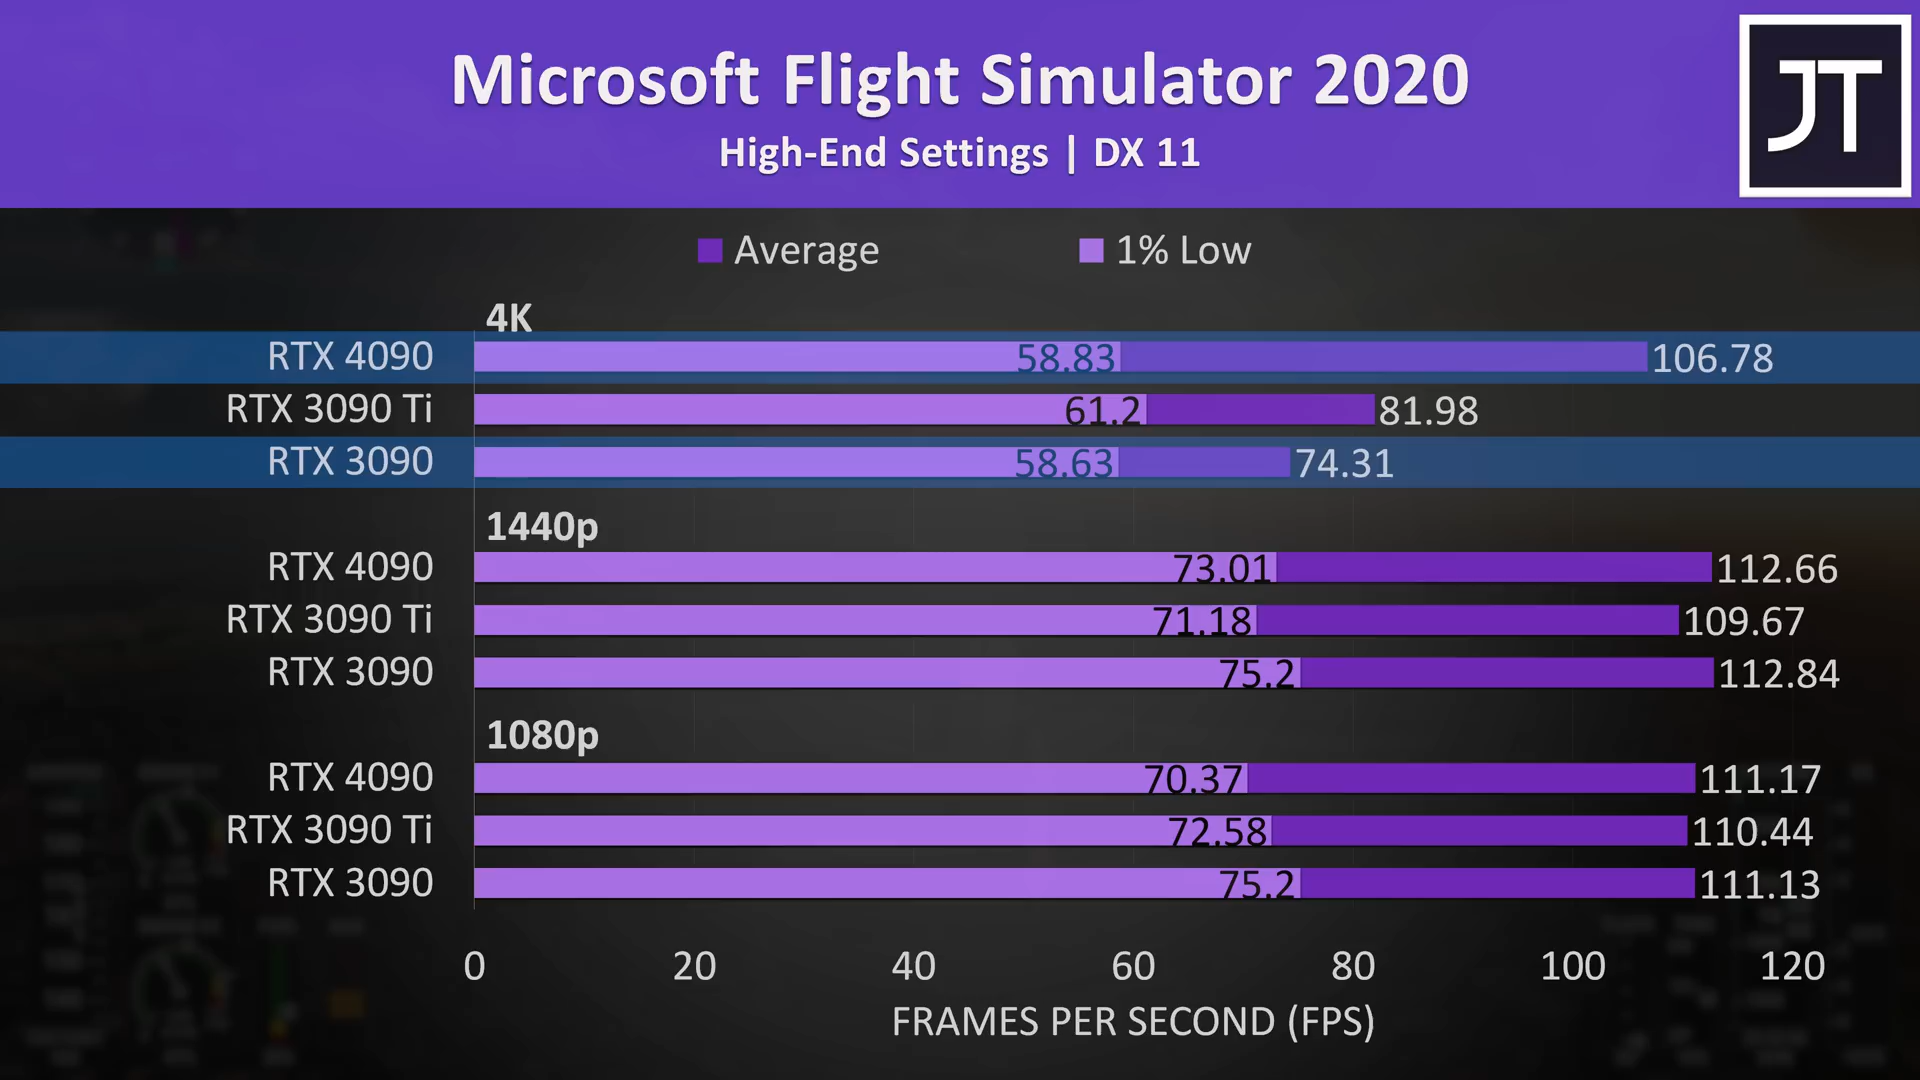 Microsoft Flight Simulator 2020
High-End Settings | DX 11
JT
Average 1% Low
4K
RTX 4090 58.83 106.78
RTX 3090 Ti 61.2 81.98
RTX 3090 58.63 74.31
1440p
RTX 4090 73.01 112.66
RTX 3090 Ti 71.18 109.67
RTX 3090 75.2 112.84
1080p
RTX 4090 70.37 111.17
RTX 3090 Ti 72.58 110.44
RTX 3090 75.2 111.13
0 20 40 60 80 100 120
FRAMES PER SECOND (FPS)